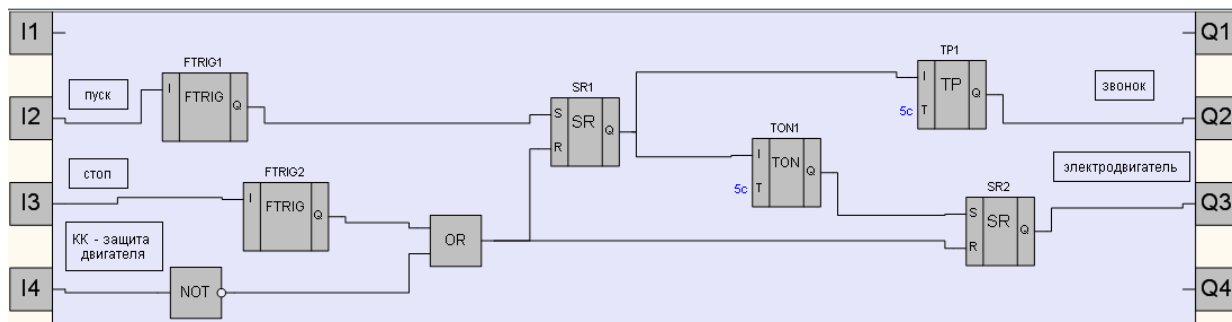 I1
Q1
FTRIG1
TP1
пуск
I
FTRIG
Q
SR1
I
TP
Q
звонок
I2
S
SR
Q
R
5с
T
Q2
TON1
I
TON
Q
5с
T
стоп
FTRIG2
I
FTRIG
Q
электродвигатель
SR2
I3
S
SR
Q
R
Q3
КК - защита
двигателя
OR
I4
NOT
Q4